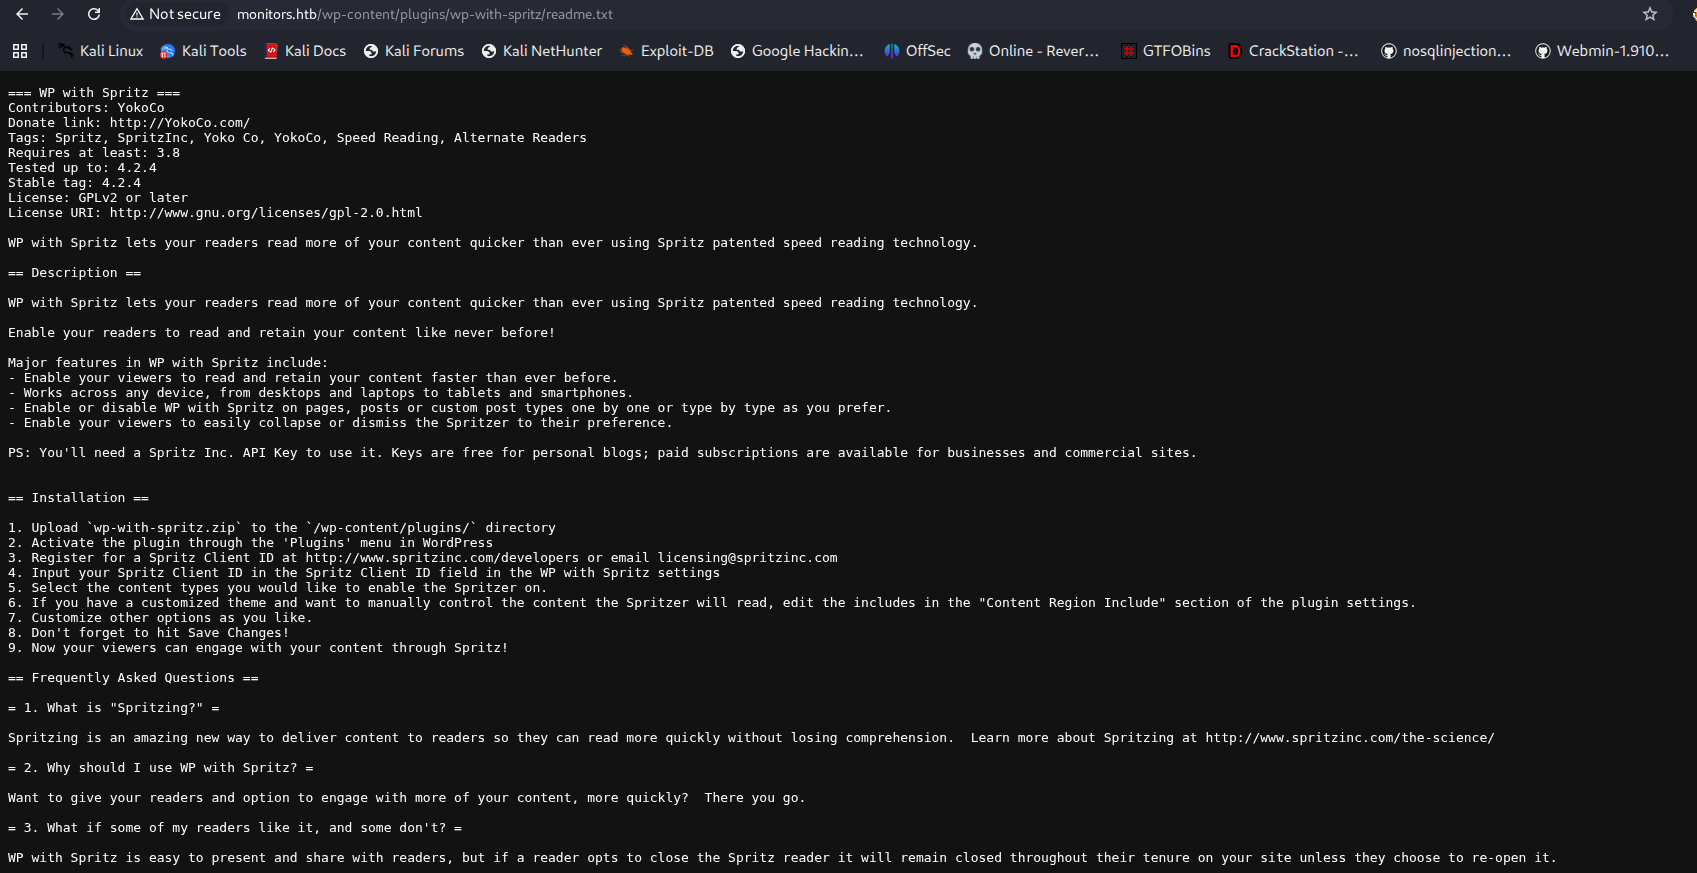 Not secure monitors.htb/wp-content/plugins/wp-with-spritz/readme.txt
Kali Linux Kali Tools Kali Docs Kali Forums Kali NetHunter Exploit-DB Google Hackin... OffSec Online - Rever... GTFOBins CrackStation -... nosqlinjection... Webmin-1.910...
=== WP with Spritz ===
Contributors: YokoCo
Donate link: http://YokoCo.com/
Tags: Spritz, SpritzInc, Yoko Co, YokoCo, Speed Reading, Alternate Readers
Requires at least: 3.8
Tested up to: 4.2.4
Stable tag: 4.2.4
License: GPLv2 or later
License URI: http://www.gnu.org/licenses/gpl-2.0.html
WP with Spritz lets your readers read more of your content quicker than ever using Spritz patented speed reading technology.
== Description ==
WP with Spritz lets your readers read more of your content quicker than ever using Spritz patented speed reading technology.
Enable your readers to read and retain your content like never before!
Major features in WP with Spritz include:
- Enable your viewers to read and retain your content faster than ever before.
- Works across any device, from desktops and laptops to tablets and smartphones.
- Enable or disable WP with Spritz on pages, posts or custom post types one by one or type by type as you prefer.
- Enable your viewers to easily collapse or dismiss the Spritzer to their preference.
PS: You'll need a Spritz Inc. API Key to use it. Keys are free for personal blogs; paid subscriptions are available for businesses and commercial sites.
== Installation ==
1. Upload `wp-with-spritz.zip` to the `/wp-content/plugins/` directory
2. Activate the plugin through the 'Plugins' menu in WordPress
3. Register for a Spritz Client ID at http://www.spritzinc.com/developers or email licensing@spritzinc.com
4. Input your Spritz Client ID in the Spritz Client ID field in the WP with Spritz settings
5. Select the content types you would like to enable the Spritzer on.
6. If you have a customized theme and want to manually control the content the Spritzer will read, edit the includes in the "Content Region Include" section of the plugin settings.
7. Customize other options as you like.
8. Don't forget to hit Save Changes!
9. Now your viewers can engage with your content through Spritz!
== Frequently Asked Questions ==
= 1. What is "Spritzing?" =
Spritzing is an amazing new way to deliver content to readers so they can read more quickly without losing comprehension.  Learn more about Spritzing at http://www.spritzinc.com/the-science/
= 2. Why should I use WP with Spritz? =
Want to give your readers and option to engage with more of your content, more quickly?  There you go.
= 3. What if some of my readers like it, and some don't? =
WP with Spritz is easy to present and share with readers, but if a reader opts to close the Spritz reader it will remain closed throughout their tenure on your site unless they choose to re-open it.